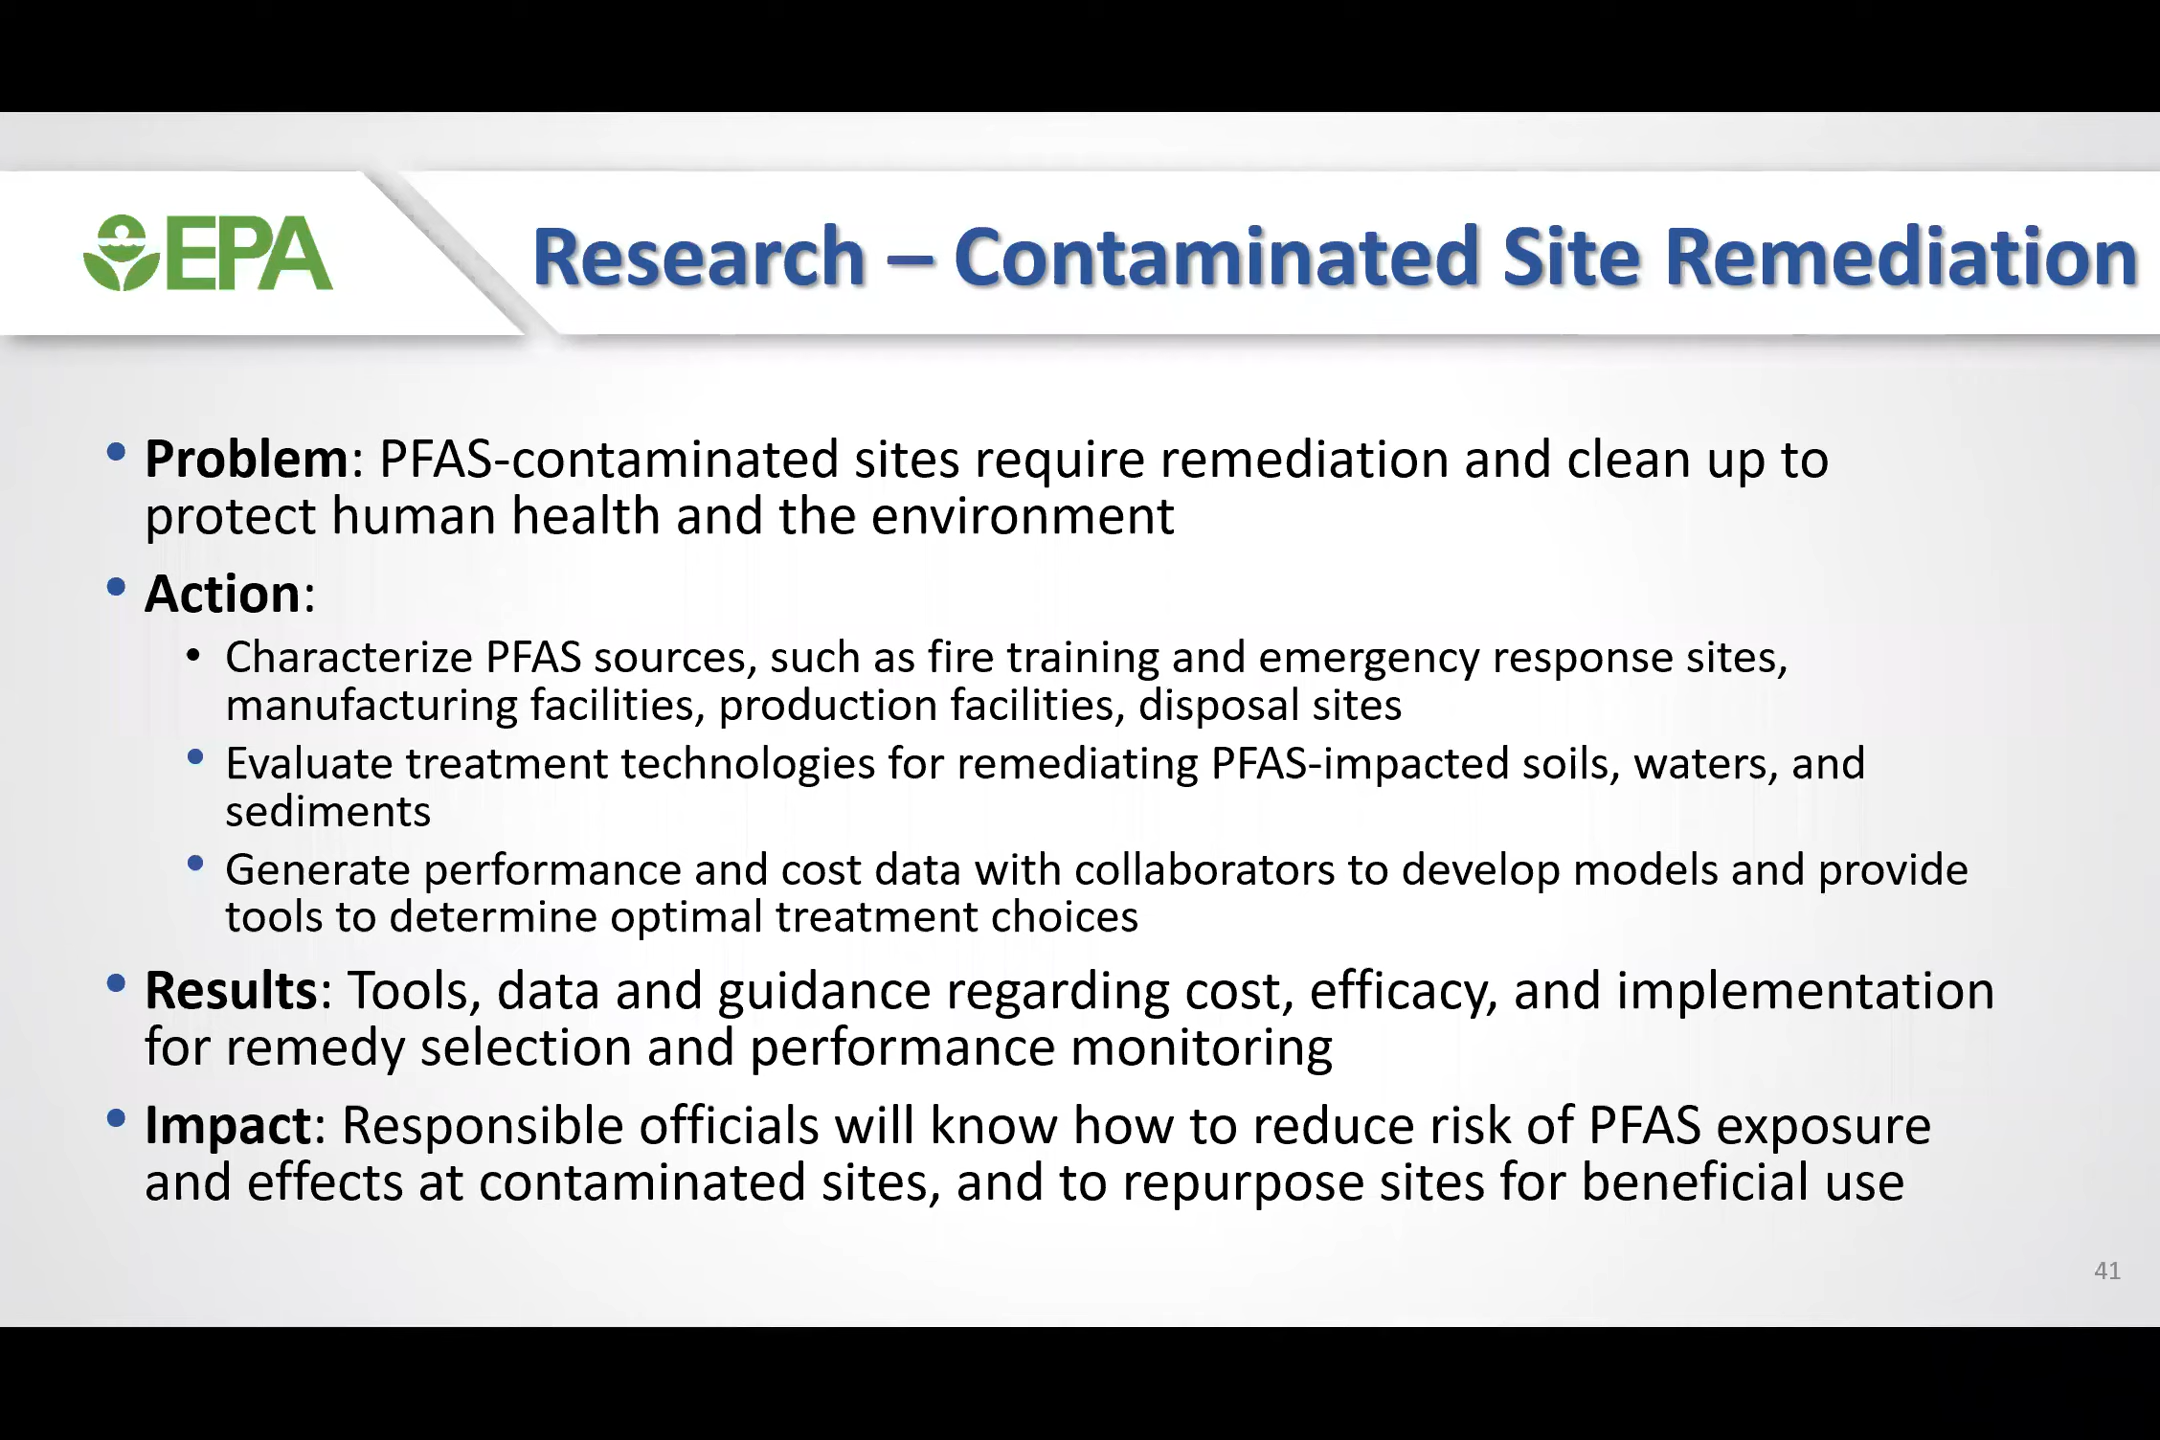 EPA
Research – Contaminated Site Remediation
• Problem: PFAS-contaminated sites require remediation and clean up to
protect human health and the environment
• Action:
• Characterize PFAS sources, such as fire training and emergency response sites,
manufacturing facilities, production facilities, disposal sites
• Evaluate treatment technologies for remediating PFAS-impacted soils, waters, and
sediments
• Generate performance and cost data with collaborators to develop models and provide
tools to determine optimal treatment choices
• Results: Tools, data and guidance regarding cost, efficacy, and implementation
for remedy selection and performance monitoring
• Impact: Responsible officials will know how to reduce risk of PFAS exposure
and effects at contaminated sites, and to repurpose sites for beneficial use
41